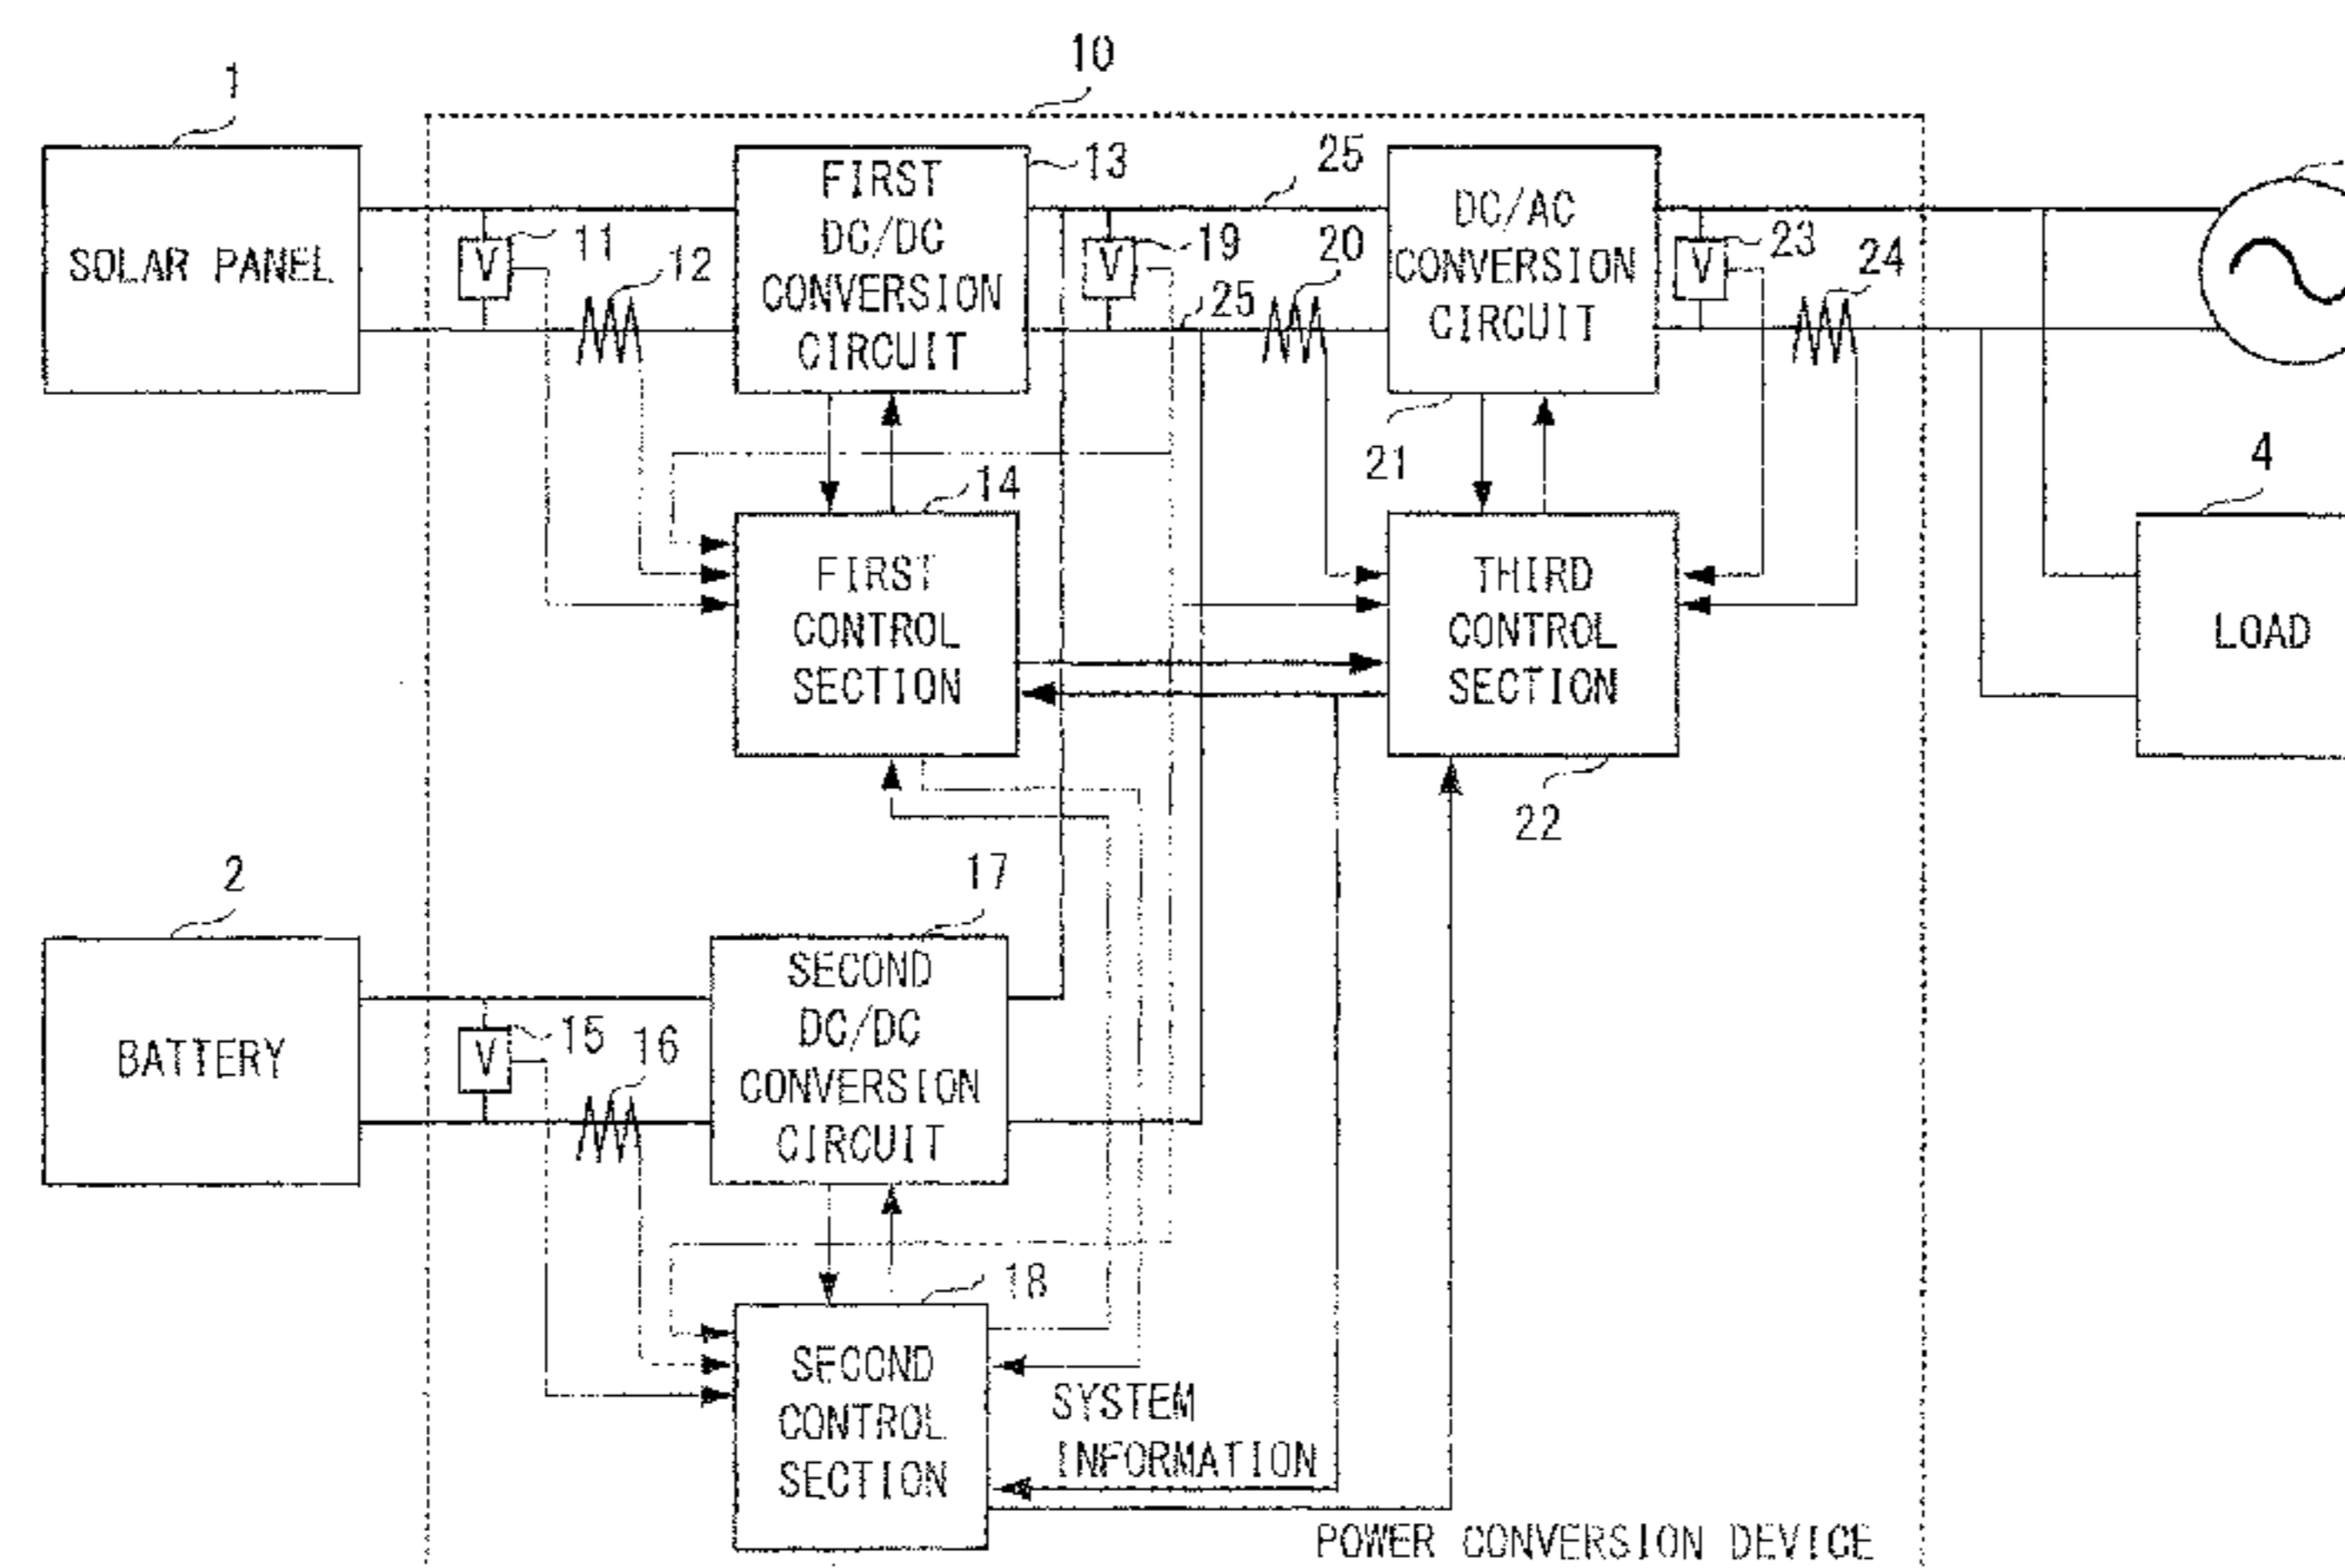 10
1
13
25
FIRST
DC/DC
CONVERSION
CIRCUIT
DC/AC
CONVERSION
CIRCUIT
SOLAR PANEL
V
11
12
V
19
20
25
V
23
24
21
4
14
FIRST
CONTROL
SECTION
THIRD
CONTROL
SECTION
LOAD
22
2
17
SECOND
DC/DC
CONVERSION
CIRCUIT
BATTERY
V
15
16
18
SECOND
CONTROL
SECTION
SYSTEM
INFORMATION
POWER CONVERSION DEVICE